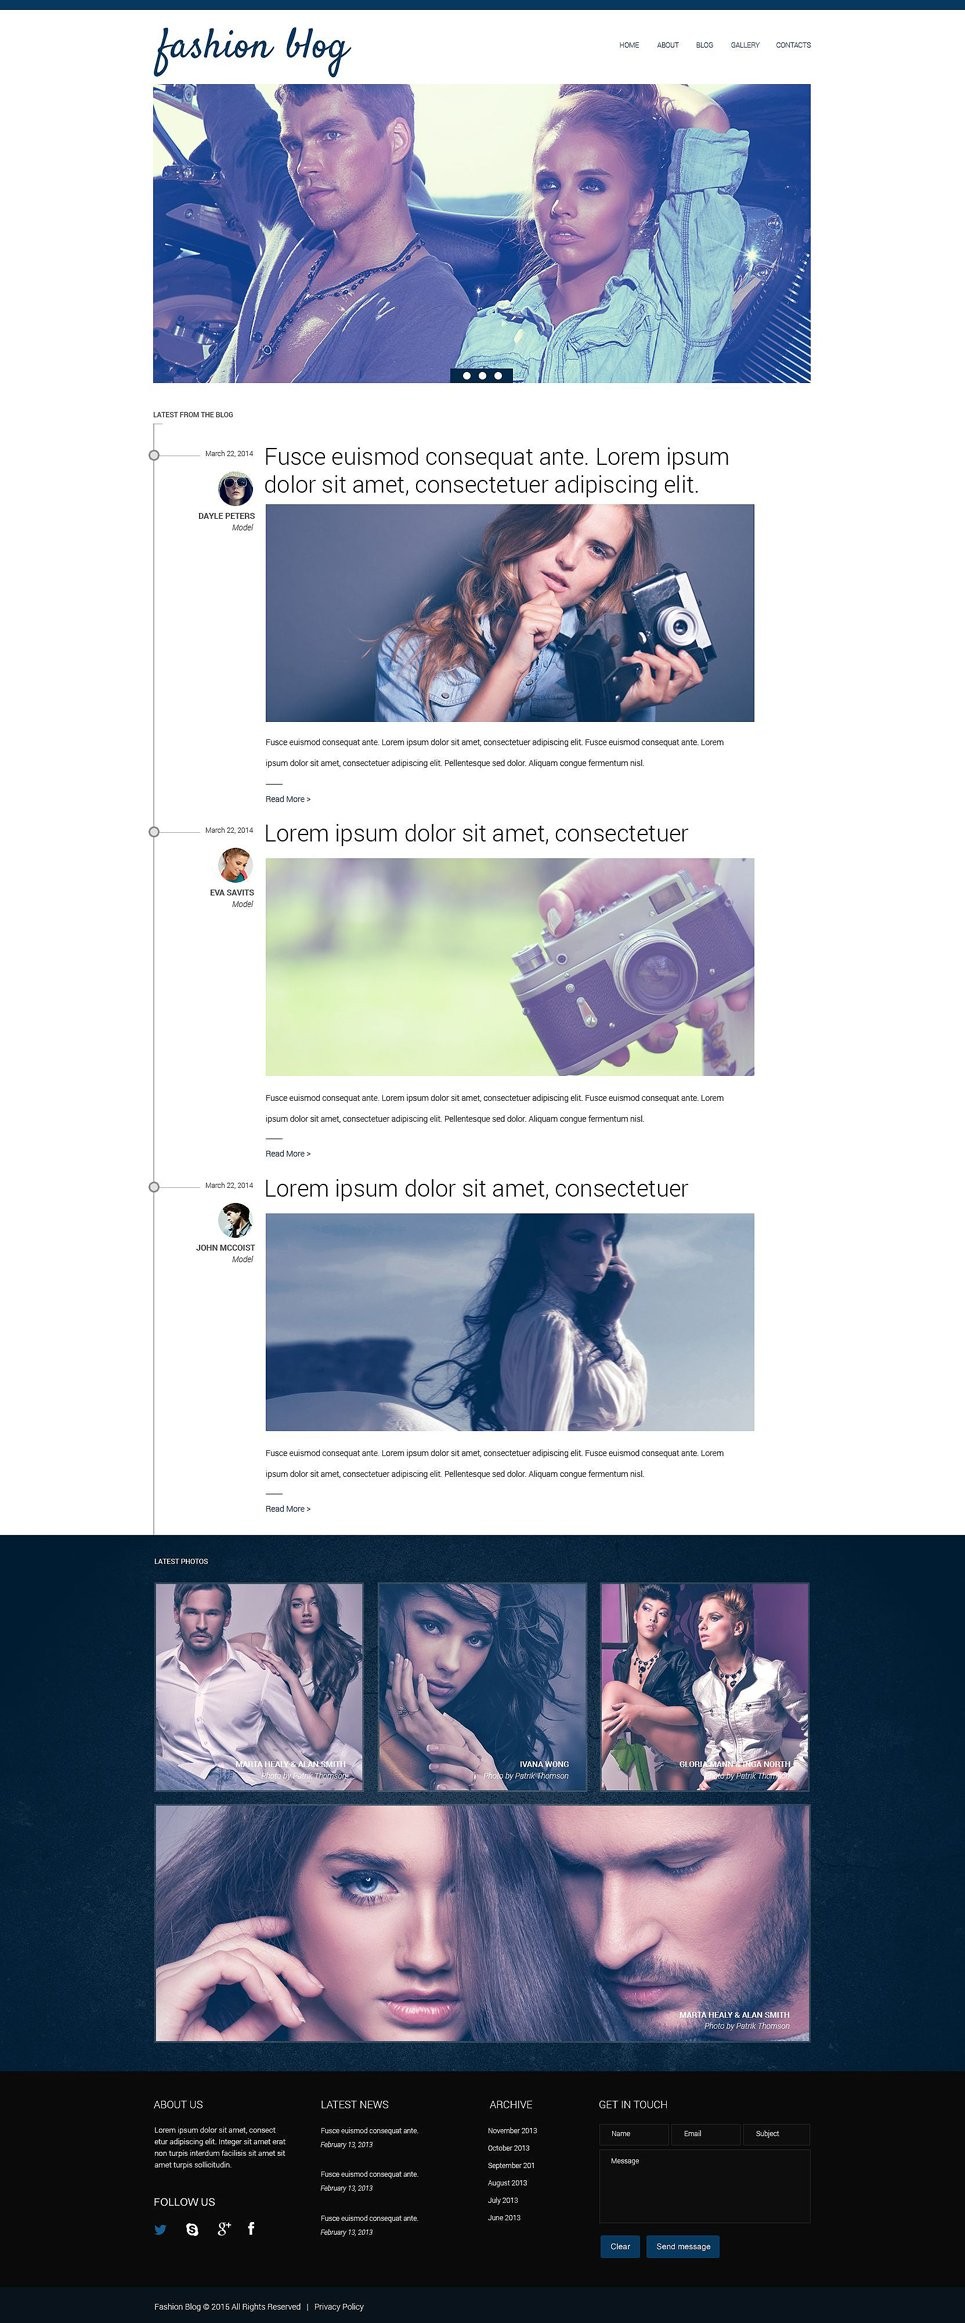 fashion blog
HOME ABOUT BLOG GALLERY CONTACTS
LATEST FROM THE BLOG
March 22, 2014
DAYLE PETERS
Model
Fusce euismod consequat ante. Lorem ipsum
dolor sit amet, consectetuer adipiscing elit.
Fusce euismod consequat ante. Lorem ipsum dolor sit amet, consectetuer adipiscing elit. Fusce euismod consequat ante. Lorem
ipsum dolor sit amet, consectetuer adipiscing elit. Pellentesque sed dolor. Aliquam congue fermentum nisl.
Read More >
March 22, 2014
EVA SAVITS
Model
Lorem ipsum dolor sit amet, consectetuer
Fusce euismod consequat ante. Lorem ipsum dolor sit amet, consectetuer adipiscing elit. Fusce euismod consequat ante. Lorem
ipsum dolor sit amet, consectetuer adipiscing elit. Pellentesque sed dolor. Aliquam congue fermentum nisl.
Read More >
March 22, 2014
JOHN MCCOIST
Model
Lorem ipsum dolor sit amet, consectetuer
Fusce euismod consequat ante. Lorem ipsum dolor sit amet, consectetuer adipiscing elit. Fusce euismod consequat ante. Lorem
ipsum dolor sit amet, consectetuer adipiscing elit. Pellentesque sed dolor. Aliquam congue fermentum nisl.
Read More >
LATEST PHOTOS
MARTA HEALY & ALAN SMITH
Photo by Patrik Thomson
IVANA WONG
Photo by Patrik Thomson
GLORIA MANN & INGA NORTH
Photo by Patrik Thomson
MARTA HEALY & ALAN SMITH
Photo by Patrik Thomson
ABOUT US
Lorem ipsum dolor sit amet, consect
etur adipiscing elit. Integer sit amet erat
non turpis interdum facilisis sit amet sit
amet turpis sollicitudin.
FOLLOW US
LATEST NEWS
Fusce euismod consequat ante.
February 13, 2013
Fusce euismod consequat ante.
February 13, 2013
Fusce euismod consequat ante.
February 13, 2013
ARCHIVE
November 2013
October 2013
September 201
August 2013
July 2013
June 2013
GET IN TOUCH
Name Email Subject
Message
Clear Send message
Fashion Blog © 2015 All Rights Reserved | Privacy Policy